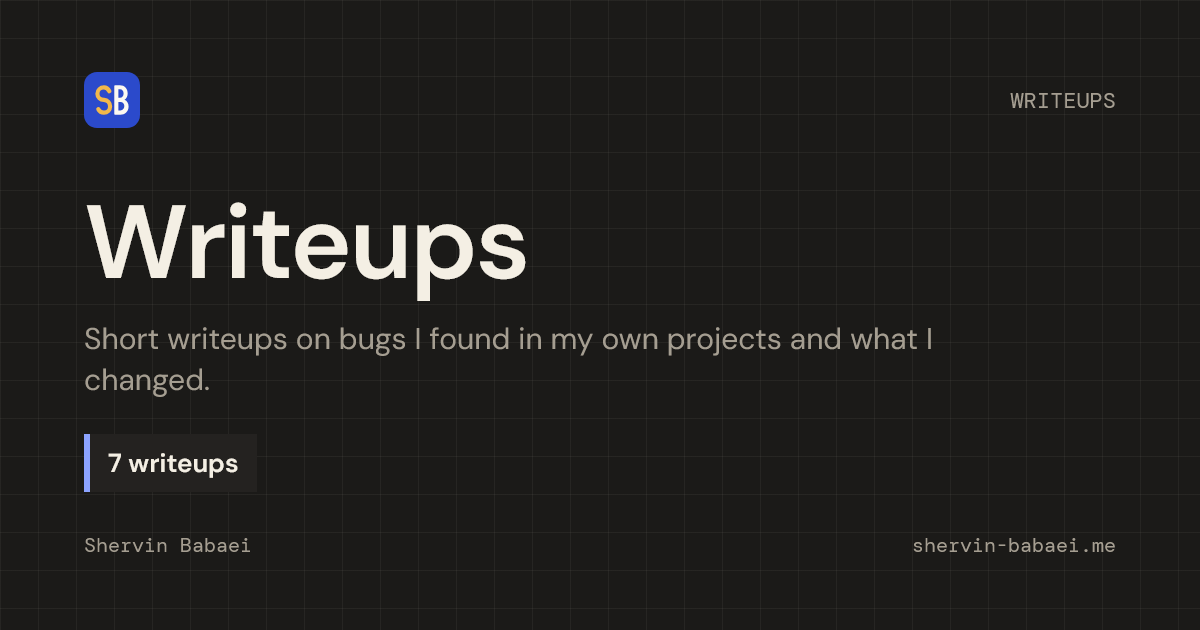 SB
WRITEUPS
Writeups
Short writeups on bugs I found in my own projects and what I
changed.
7 writeups
Shervin Babaei
shervin-babaei.me